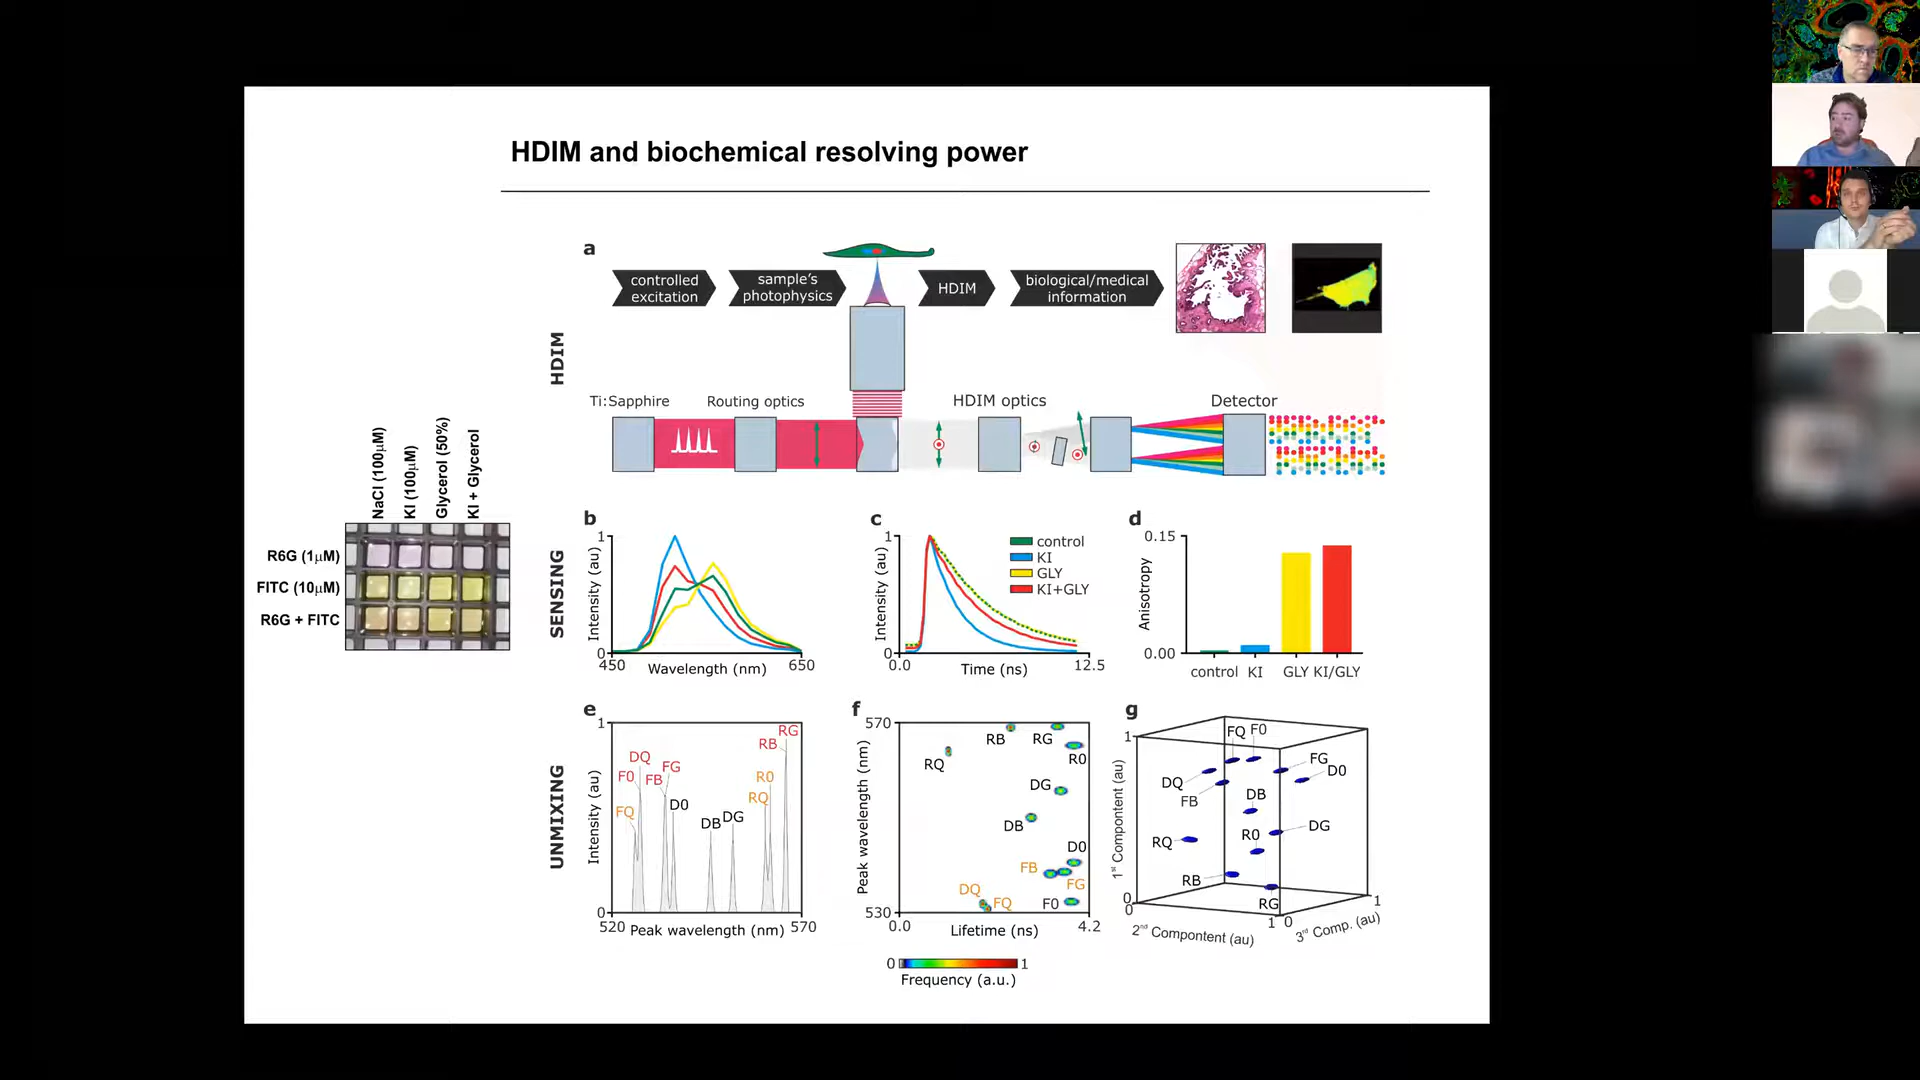 HDIM and biochemical resolving power
a
controlled
excitation
sample's
photophysics
HDIM
biological/medical
information
HDIM
Ti:Sapphire
Routing optics
HDIM optics
Detector
NaCl (100μM)
KI (100μM)
Glycerol (50%)
KI + Glycerol
R6G (1μM)
FITC (10μM)
R6G + FITC
SENSING
b
1
Intensity (au)
0
450
Wavelength (nm)
650
c
1
Intensity (au)
0
0.0
Time (ns)
12.5
control
KI
GLY
KI+GLY
d
0.15
Anisotropy
0.00
control
KI
GLY
KI/GLY
UNMIXING
e
1
Intensity (au)
0
RG
RB
DQ
F0
FB
FG
R0
RQ
D0
FQ
DB
DG
520
Peak wavelength (nm)
570
f
570
Peak wavelength (nm)
530
RB
RG
R0
RQ
DG
DB
D0
FB
FG
DQ
FQ
F0
0.0
Lifetime (ns)
4.2
0
1
Frequency (a.u.)
g
1
1st Compontent (au)
0
FQ
F0
FG
D0
DQ
FB
DB
R0
DG
RQ
RB
RG
0
2nd Compontent (au)
1
0
3rd Comp. (au)
1